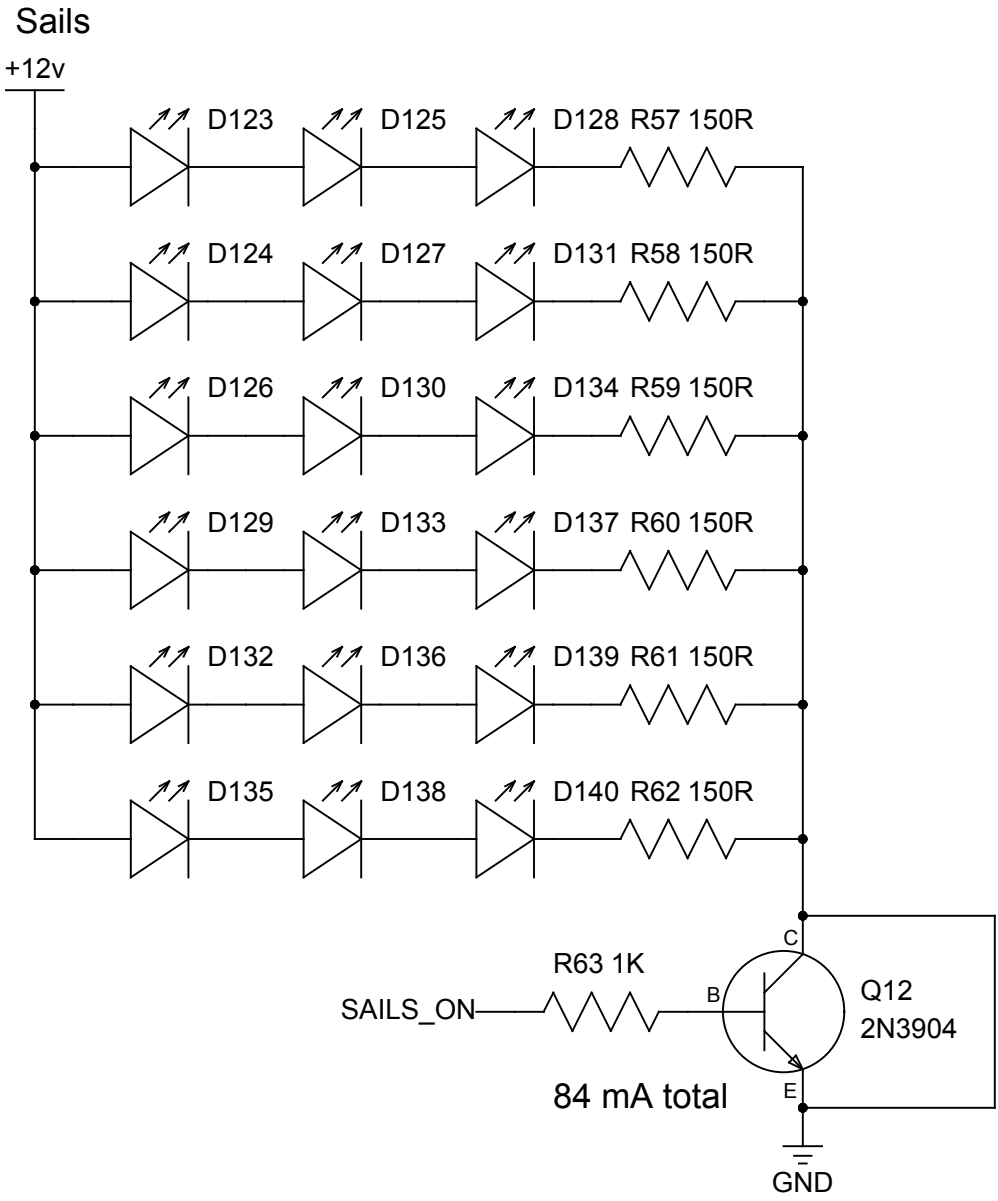 Sails
+12v
D123 D125 D128 R57 150R
D124 D127 D131 R58 150R
D126 D130 D134 R59 150R
D129 D133 D137 R60 150R
D132 D136 D139 R61 150R
D135 D138 D140 R62 150R
C
R63 1K
B
Q12
SAILS_ON
2N3904
E
84 mA total
GND